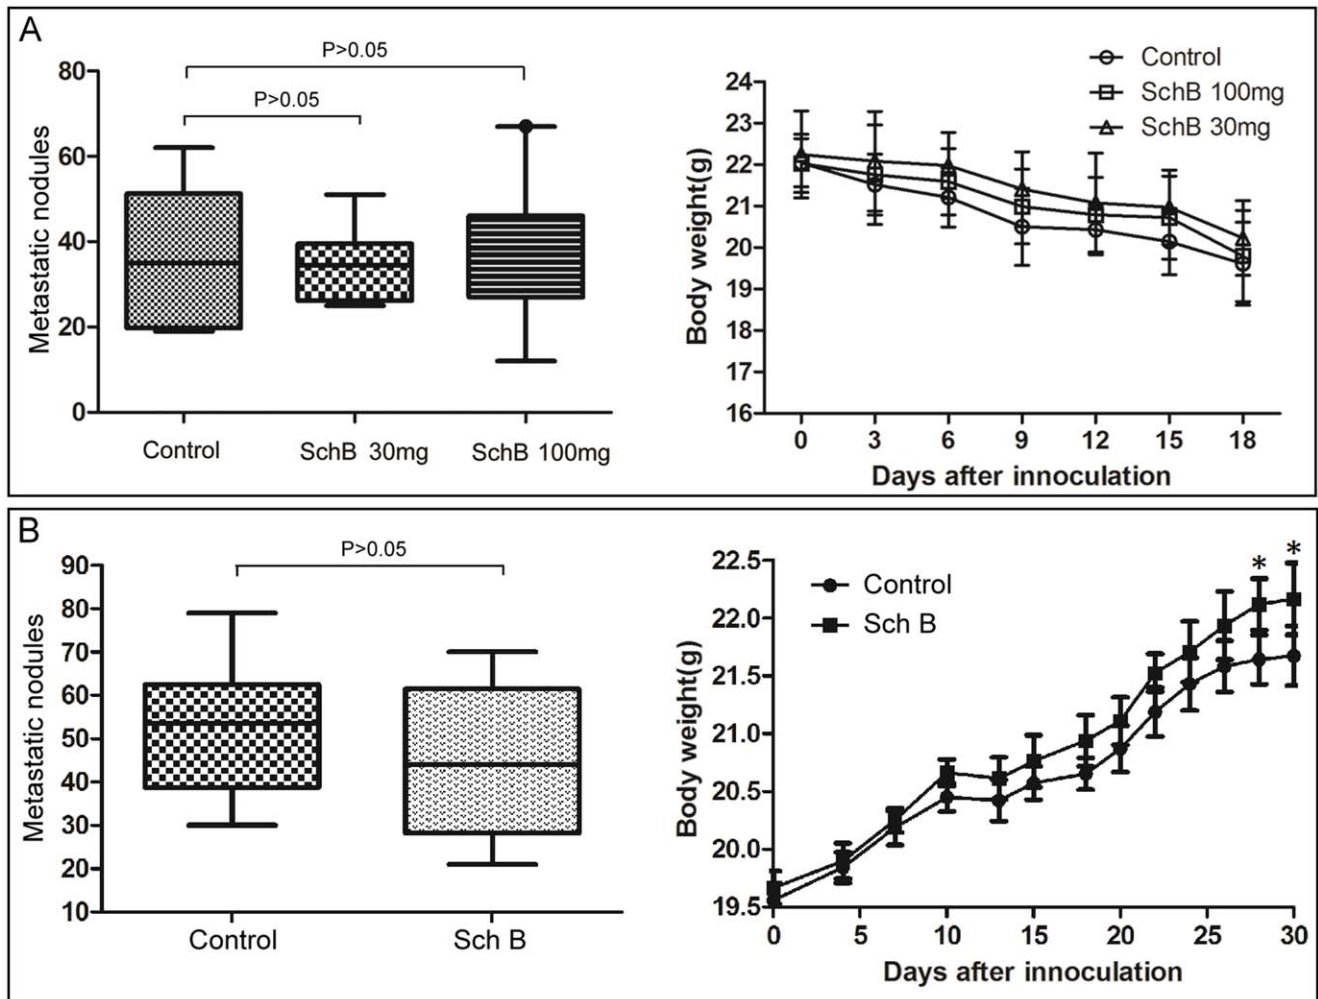 A
P>0.05
P>0.05
Metastatic nodules
80
60
40
20
0
Control
SchB 30mg
SchB 100mg
Control
SchB 100mg
SchB 30mg
Body weight(g)
24
23
22
21
20
19
18
17
16
0 3 6 9 12 15 18
Days after innoculation
B
P>0.05
Metastatic nodules
90
80
70
60
50
40
30
20
10
Control
Sch B
Control
Sch B
* *
Body weight(g)
22.5
22.0
21.5
21.0
20.5
20.0
19.5
0 5 10 15 20 25 30
Days after innoculation